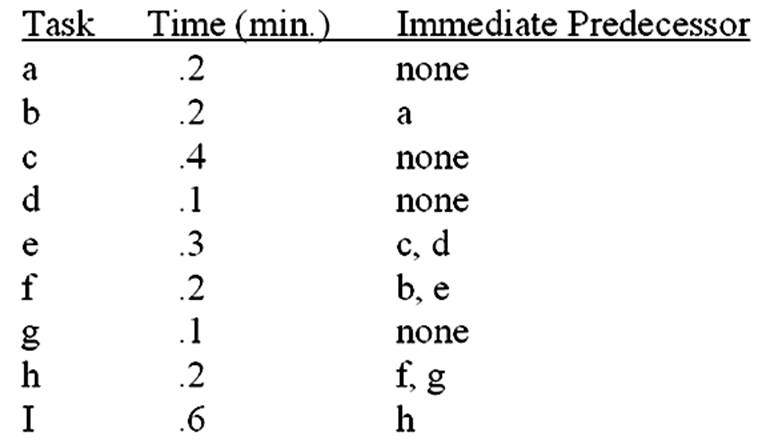 Task Time (min.) Immediate Predecessor
a .2 none
b .2 a
c .4 none
d .1 none
e .3 c, d
f .2 b, e
g .1 none
h .2 f, g
I .6 h